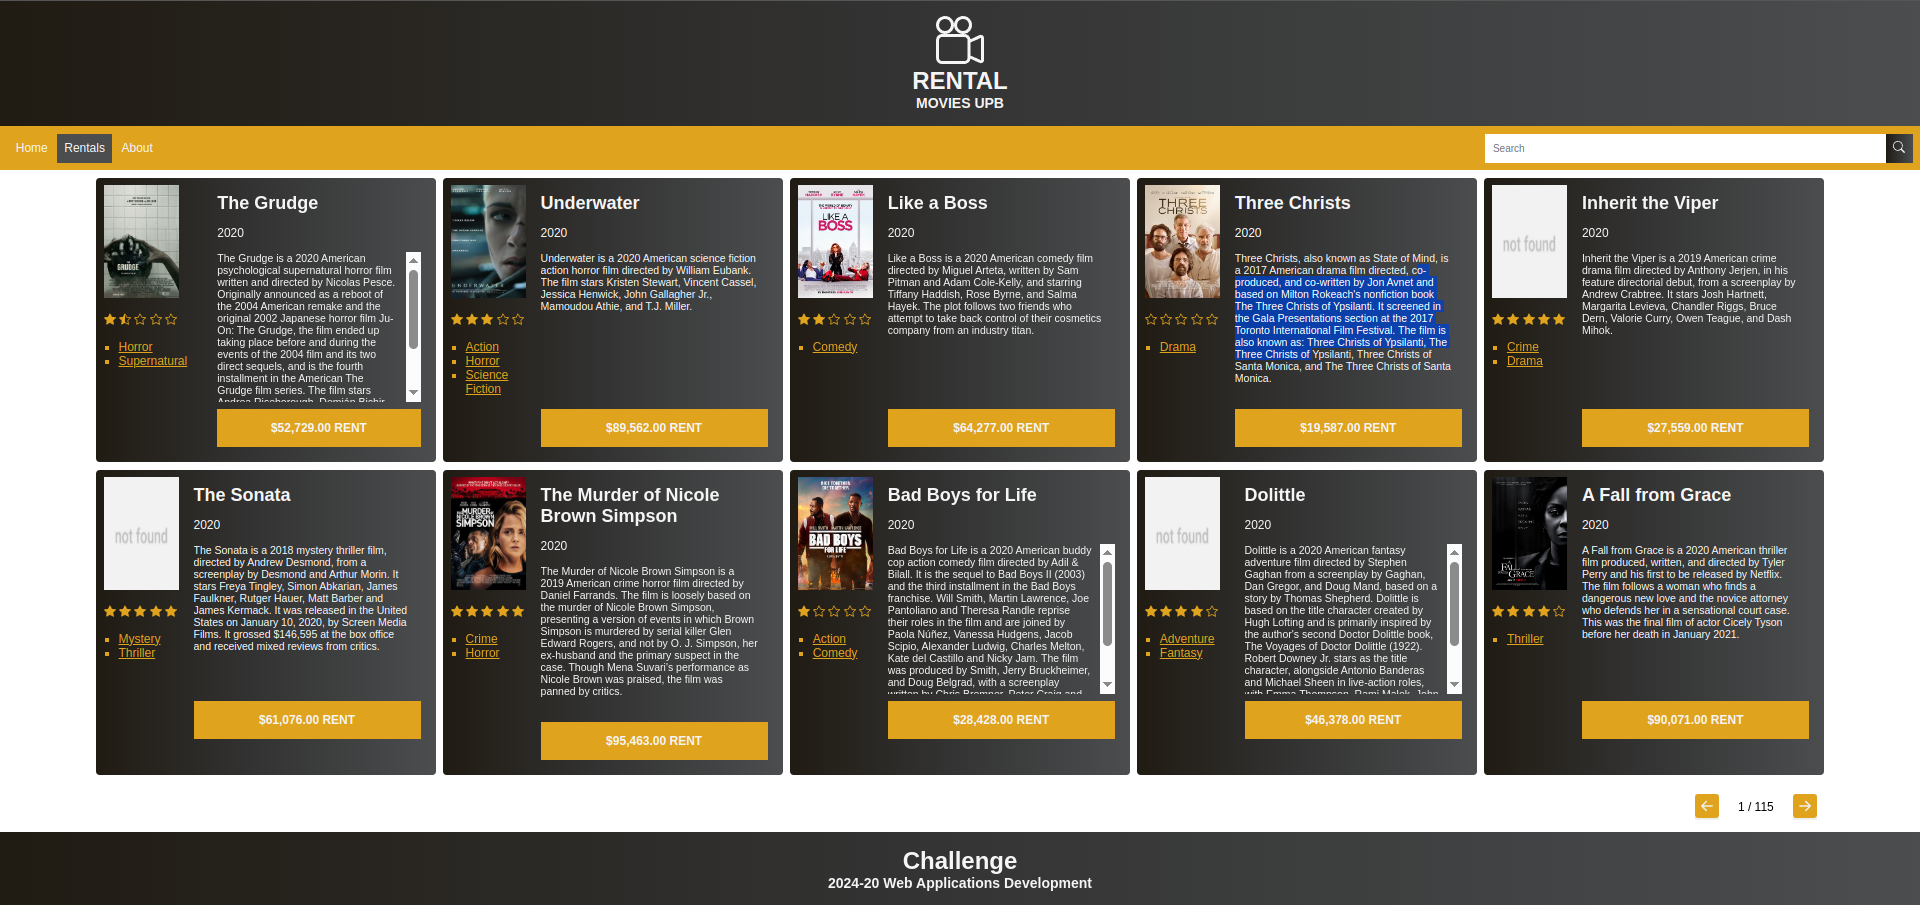 RENTAL
MOVIES UPB
Home Rentals About
Search
The Grudge
2020
The Grudge is a 2020 American
psychological supernatural horror film
written and directed by Nicolas Pesce.
Originally announced as a reboot of
the 2004 American remake and the
original 2002 Japanese horror film Ju-
On: The Grudge, the film ended up
taking place before and during the
events of the 2004 film and its two
direct sequels, and is the fourth
installment in the American The
Grudge film series. The film stars
Andrea Riseborough, Demián Bichir,
Horror
Supernatural
$52,729.00 RENT
UNDERWATER
Underwater
2020
Underwater is a 2020 American science fiction
action horror film directed by William Eubank.
The film stars Kristen Stewart, Vincent Cassel,
Jessica Henwick, John Gallagher Jr.,
Mamoudou Athie, and T.J. Miller.
Action
Horror
Science
Fiction
$89,562.00 RENT
LIKE A
BOSS
Like a Boss
2020
Like a Boss is a 2020 American comedy film
directed by Miguel Arteta, written by Sam
Pitman and Adam Cole-Kelly, and starring
Tiffany Haddish, Rose Byrne, and Salma
Hayek. The plot follows two friends who
attempt to take back control of their cosmetics
company from an industry titan.
Comedy
$64,277.00 RENT
THREE
CHRISTS
Three Christs
2020
Three Christs, also known as State of Mind, is
a 2017 American drama film directed, co-
produced, and co-written by Jon Avnet and
based on Milton Rokeach's nonfiction book
The Three Christs of Ypsilanti. It screened in
the Gala Presentations section at the 2017
Toronto International Film Festival. The film is
also known as: Three Christs of Ypsilanti, The
Three Christs of Ypsilanti, Three Christs of
Santa Monica, and The Three Christs of Santa
Monica.
Drama
$19,587.00 RENT
not found
Inherit the Viper
2020
Inherit the Viper is a 2019 American crime
drama film directed by Anthony Jerjen, in his
feature directorial debut, from a screenplay by
Andrew Crabtree. It stars Josh Hartnett,
Margarita Levieva, Chandler Riggs, Bruce
Dern, Valorie Curry, Owen Teague, and Dash
Mihok.
Crime
Drama
$27,559.00 RENT
not found
The Sonata
2020
The Sonata is a 2018 mystery thriller film,
directed by Andrew Desmond, from a
screenplay by Desmond and Arthur Morin. It
stars Freya Tingley, Simon Abkarian, James
Faulkner, Rutger Hauer, Matt Barber and
James Kermack. It was released in the United
States on January 10, 2020, by Screen Media
Films. It grossed $146,595 at the box office
and received mixed reviews from critics.
Mystery
Thriller
$61,076.00 RENT
MURDER
NICOLE BROWN
SIMPSON
The Murder of Nicole
Brown Simpson
2020
The Murder of Nicole Brown Simpson is a
2019 American crime horror film directed by
Daniel Farrands. The film is loosely based on
the murder of Nicole Brown Simpson,
presenting a version of events in which Brown
Simpson is murdered by serial killer Glen
Edward Rogers, and not by O. J. Simpson, her
ex-husband and the primary suspect in the
case. Though Mena Suvari's performance as
Nicole Brown was praised, the film was
panned by critics.
Crime
Horror
$95,463.00 RENT
BAD BOYS
FOR LIFE
Bad Boys for Life
2020
Bad Boys for Life is a 2020 American buddy
cop action comedy film directed by Adil &
Bilall. It is the sequel to Bad Boys II (2003)
and the third installment in the Bad Boys
franchise. Will Smith, Martin Lawrence, Joe
Pantoliano and Theresa Randle reprise
their roles in the film and are joined by
Paola Núñez, Vanessa Hudgens, Jacob
Scipio, Alexander Ludwig, Charles Melton,
Kate del Castillo and Nicky Jam. The film
was produced by Smith, Jerry Bruckheimer,
and Doug Belgrad, with a screenplay
written by Chris Bremner, Peter Craig and
Action
Comedy
$28,428.00 RENT
not found
Dolittle
2020
Dolittle is a 2020 American fantasy
adventure film directed by Stephen
Gaghan from a screenplay by Gaghan,
Dan Gregor, and Doug Mand, based on a
story by Thomas Shepherd. Dolittle is
based on the title character created by
Hugh Lofting and is primarily inspired by
the author's second Doctor Dolittle book,
The Voyages of Doctor Dolittle (1922).
Robert Downey Jr. stars as the title
character, alongside Antonio Banderas
and Michael Sheen in live-action roles,
with Emma Thompson, Rami Malek, John
Adventure
Fantasy
$46,378.00 RENT
A Fall from Grace
2020
A Fall from Grace is a 2020 American thriller
film produced, written, and directed by Tyler
Perry and his first to be released by Netflix.
The film follows a woman who finds a
dangerous new love and the novice attorney
who defends her in a sensational court case.
This was the final film of actor Cicely Tyson
before her death in January 2021.
Thriller
$90,071.00 RENT
1 / 115
Challenge
2024-20 Web Applications Development